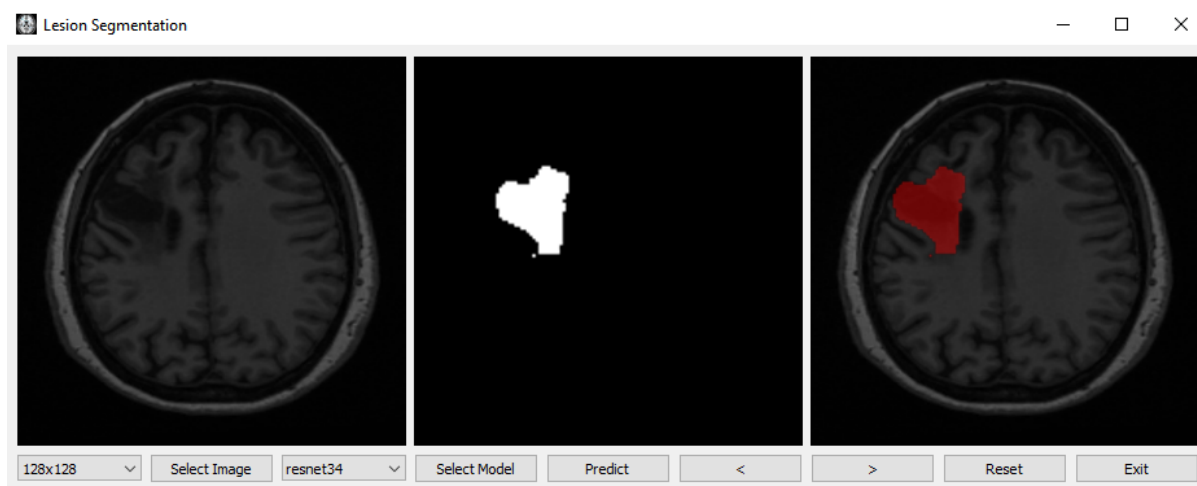 Lesion Segmentation
128x128 Select Image resnet34 Select Model Predict < > Reset Exit